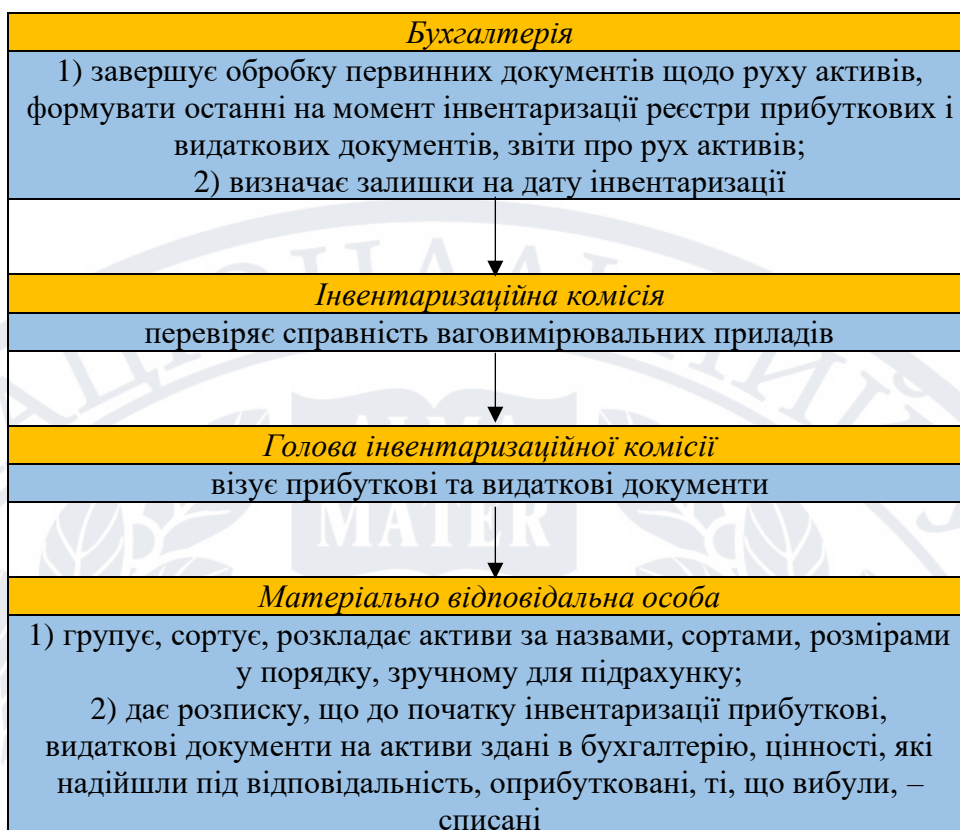 Бухгалтерія
1) завершує обробку первинних документів щодо руху активів,
формувати останні на момент інвентаризації реєстри прибуткових і
видаткових документів, звіти про рух активів;
2) визначає залишки на дату інвентаризації
Інвентаризаційна комісія
перевіряє справність ваговимірювальних приладів
Голова інвентаризаційної комісії
візує прибуткові та видаткові документи
MATER
Матеріально відповідальна особа
1) групує, сортує, розкладає активи за назвами, сортами, розмірами
у порядку, зручному для підрахунку;
2) дає розписку, що до початку інвентаризації прибуткові,
видаткові документи на активи здані в бухгалтерію, цінності, які
надійшли під відповідальність, оприбутковані, ті, що вибули, –
списані